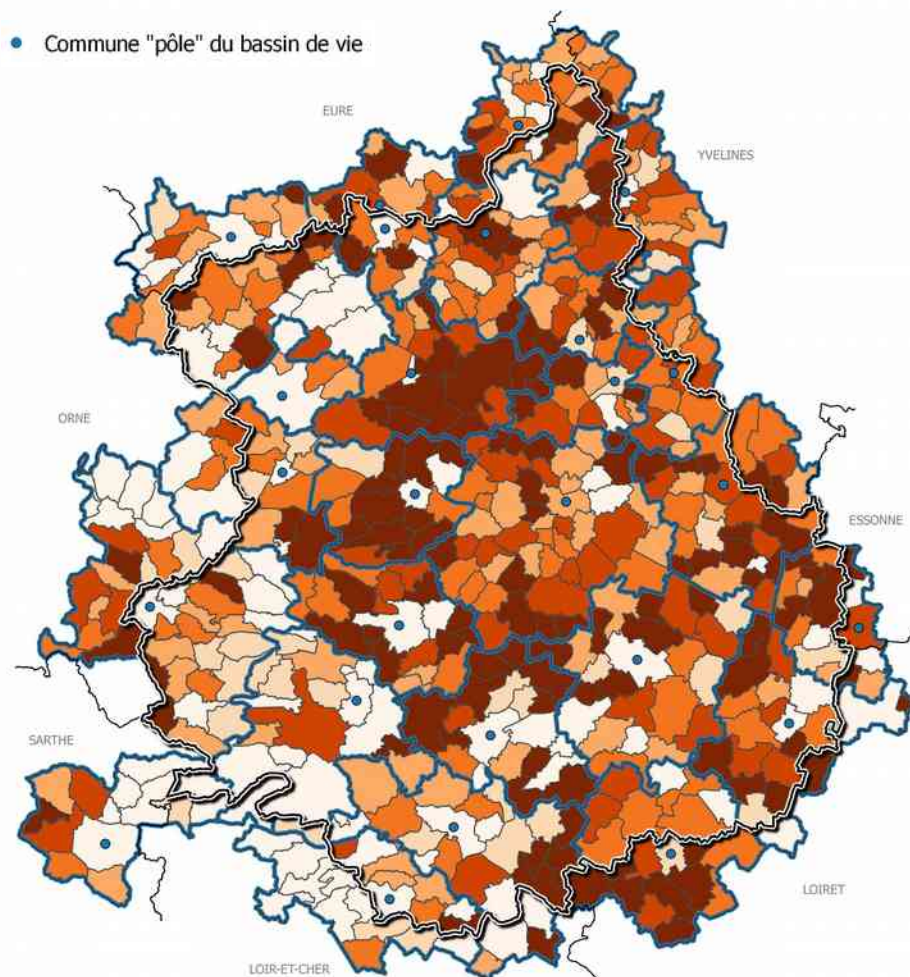 Commune "pôle" du bassin de vie
EURE
YVELINES
ORNE
ESSONNE
SARTHE
LOIRET
LOIR-ET-CHER